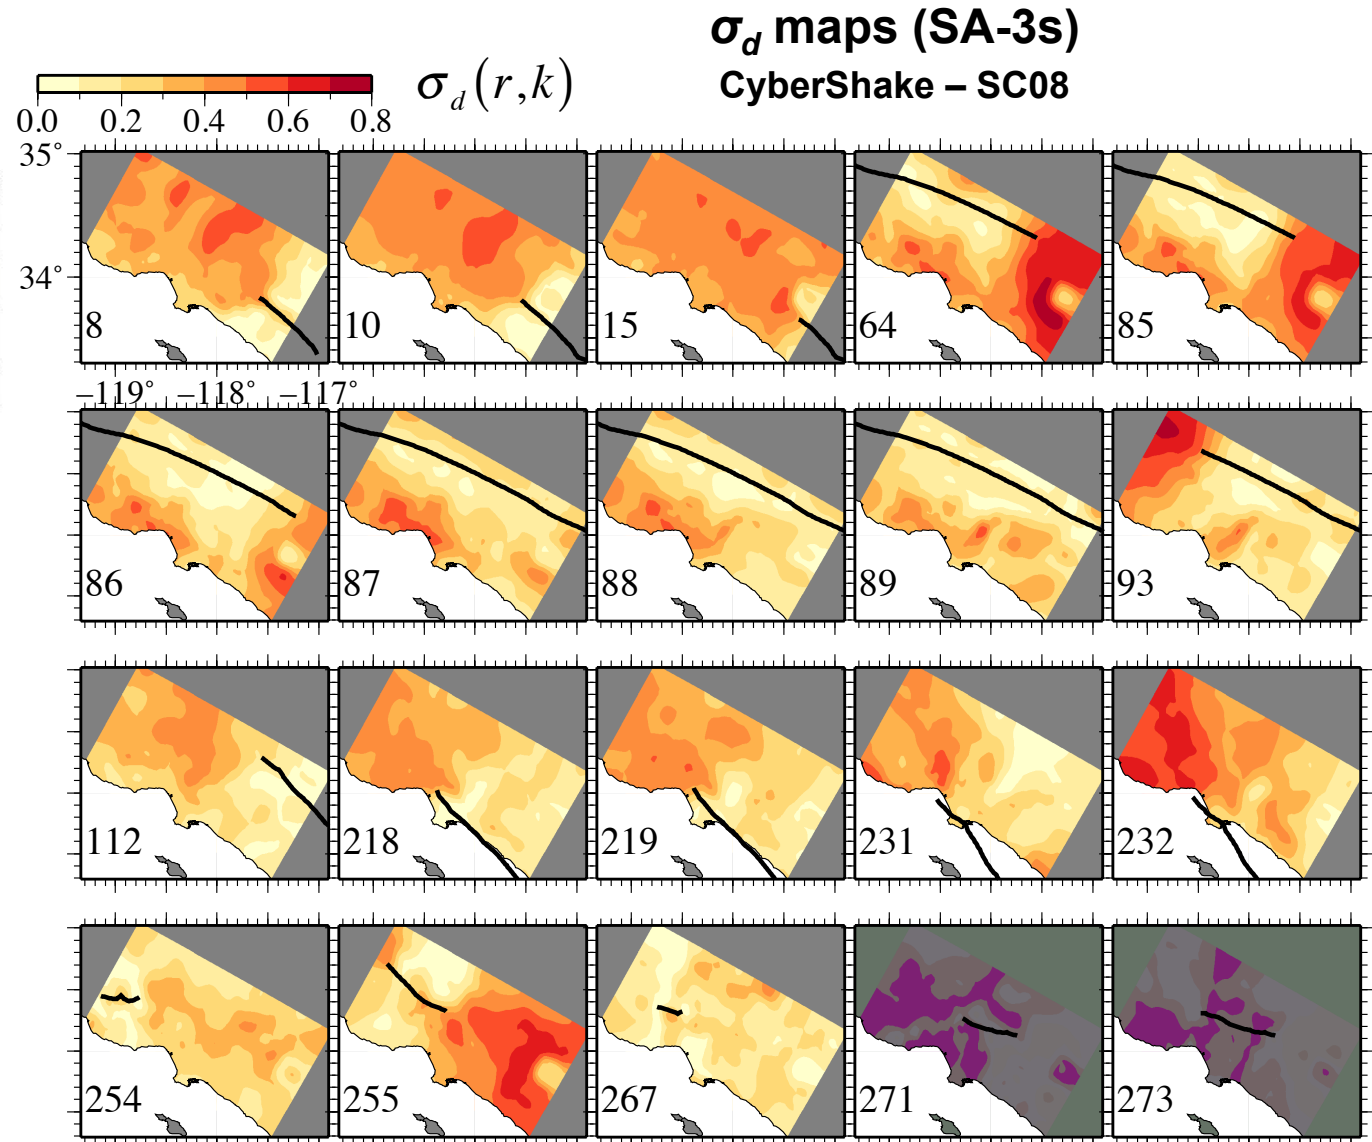 σd maps (SA-3s)
CyberShake – SC08
σd(r,k)
0.0 0.2 0.4 0.6 0.8
35°
34°
8 10 15 64 85
−119° −118° −117°
86 87 88 89 93
112 218 219 231 232
254 255 267 271 273